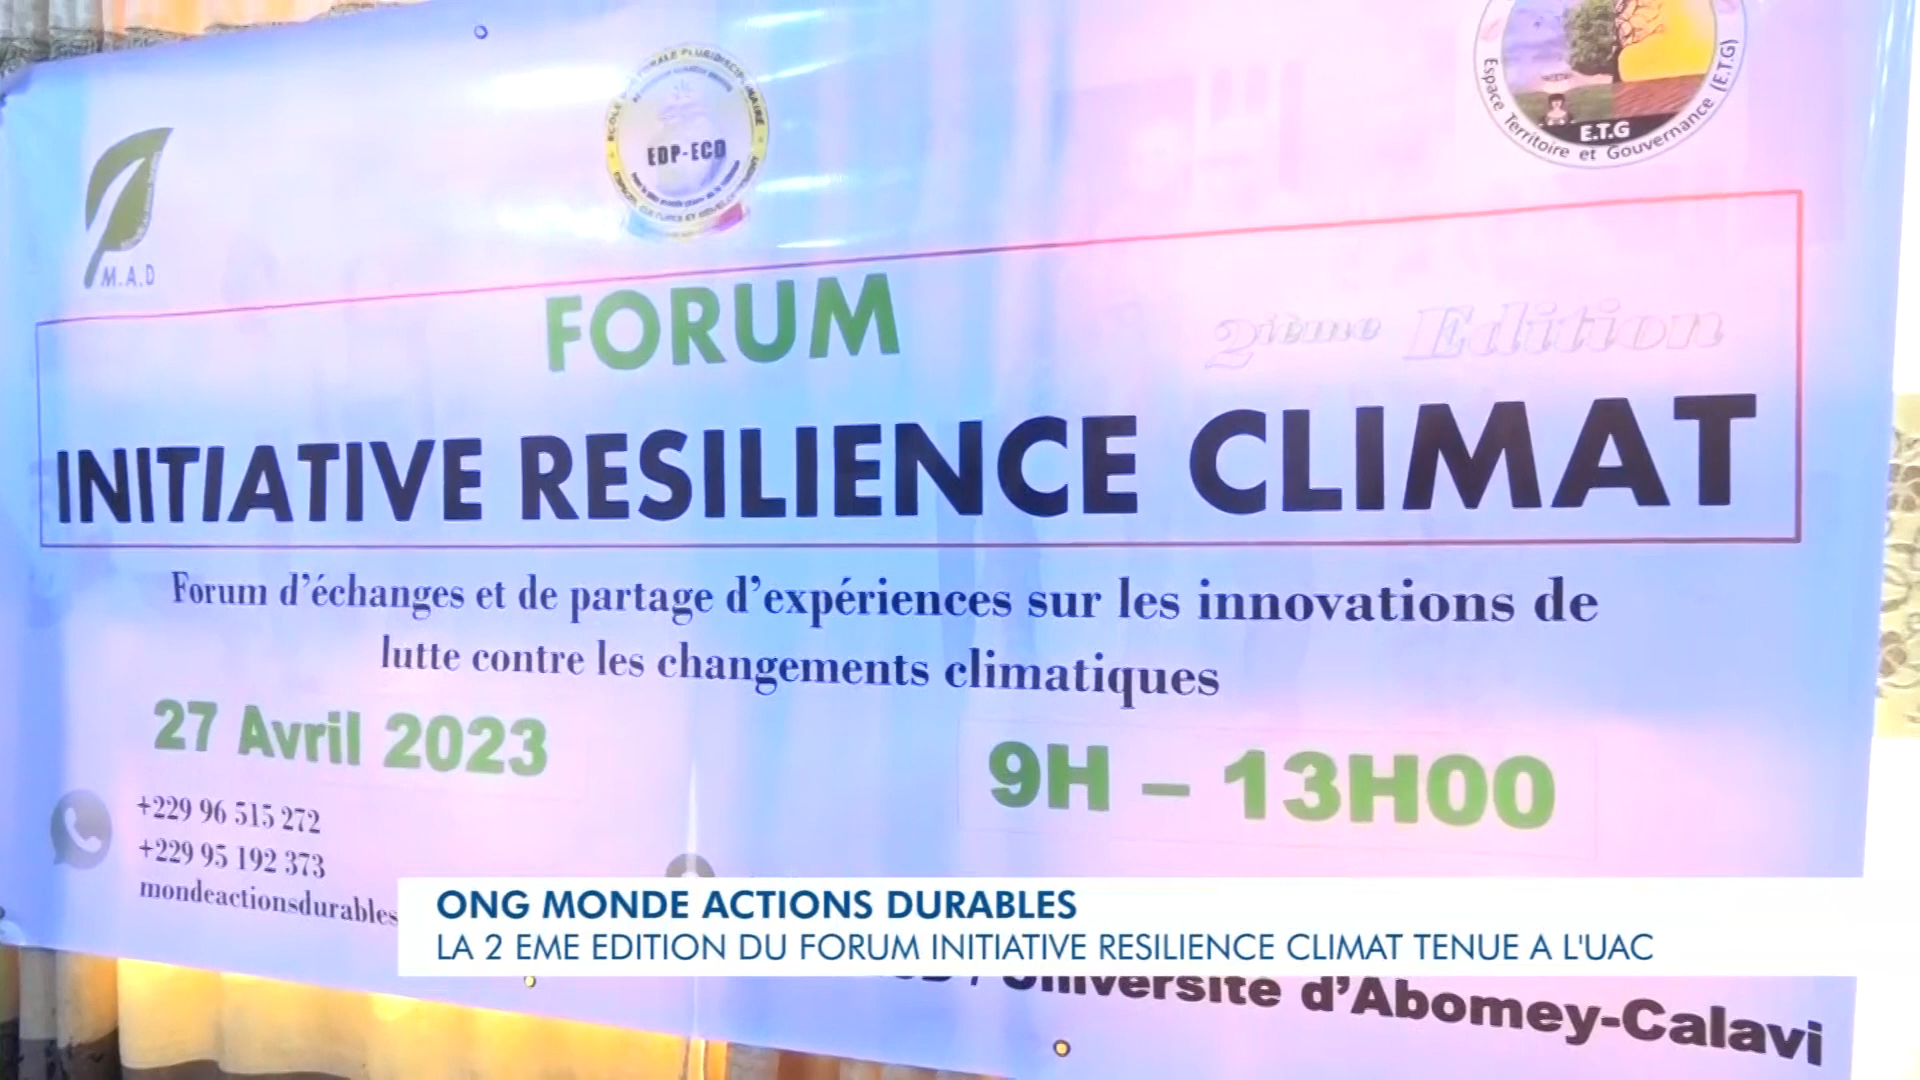 M.A.D
EDP-ECD
E.T.G
Espace Territoire et Gouvernance (E.T.G)
FORUM
2ième Edition
INITIATIVE RESILIENCE CLIMAT
Forum d'échanges et de partage d'expériences sur les innovations de
lutte contre les changements climatiques
27 Avril 2023
9H – 13H00
+229 96 515 272
+229 95 192 373
mondeactionsdurables
ONG MONDE ACTIONS DURABLES
LA 2 EME EDITION DU FORUM INITIATIVE RESILIENCE CLIMAT TENUE A L'UAC
/ Université d'Abomey-Calavi